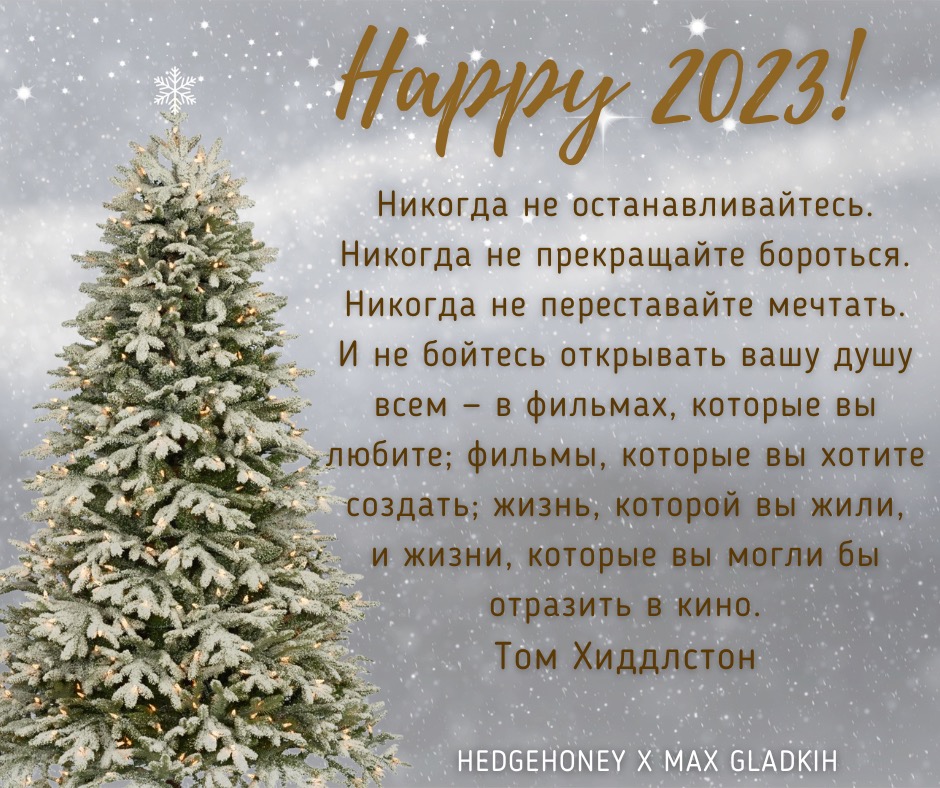 Happy 2023!
Никогда не останавливайтесь.
Никогда не прекращайте бороться.
Никогда не переставайте мечтать.
И не бойтесь открывать вашу душу
всем – в фильмах, которые вы
любите; фильмы, которые вы хотите
создать; жизнь, которой вы жили,
и жизни, которые вы могли бы
отразить в кино.
Том Хиддлстон
HEDGEHONEY X MAX GLADKIH